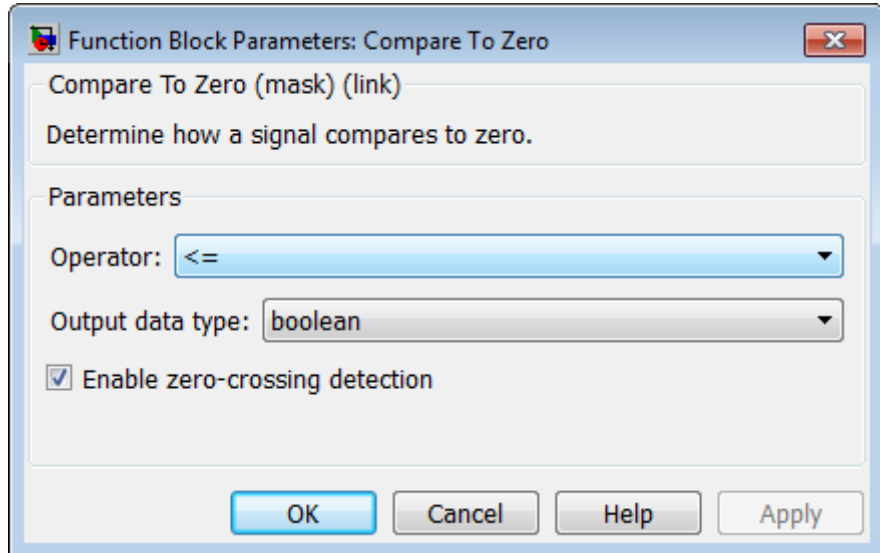 Function Block Parameters: Compare To Zero
Compare To Zero (mask) (link)
Determine how a signal compares to zero.
Parameters
Operator: <=
Output data type: boolean
Enable zero-crossing detection
OK Cancel Help Apply